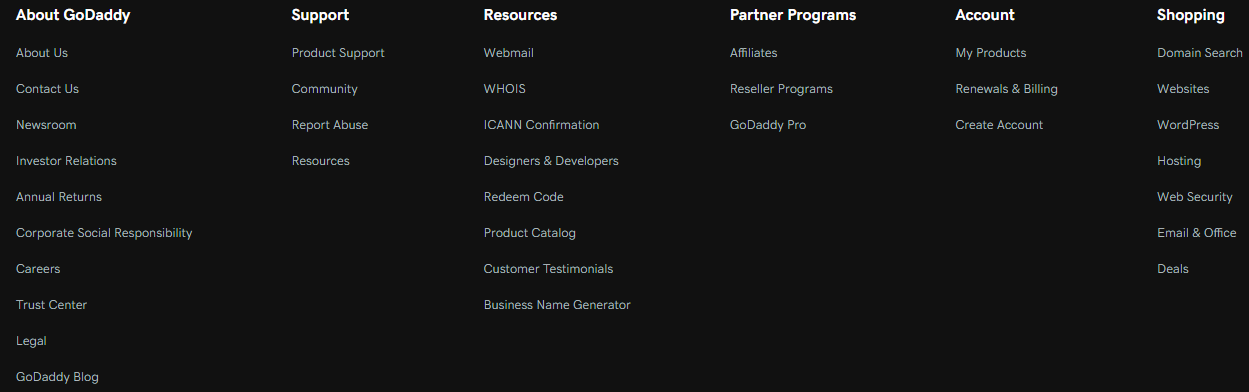 About GoDaddy
About Us
Contact Us
Newsroom
Investor Relations
Annual Returns
Corporate Social Responsibility
Careers
Trust Center
Legal
GoDaddy Blog
Support
Product Support
Community
Report Abuse
Resources
Resources
Webmail
WHOIS
ICANN Confirmation
Designers & Developers
Redeem Code
Product Catalog
Customer Testimonials
Business Name Generator
Partner Programs
Affiliates
Reseller Programs
GoDaddy Pro
Account
My Products
Renewals & Billing
Create Account
Shopping
Domain Search
Websites
WordPress
Hosting
Web Security
Email & Office
Deals